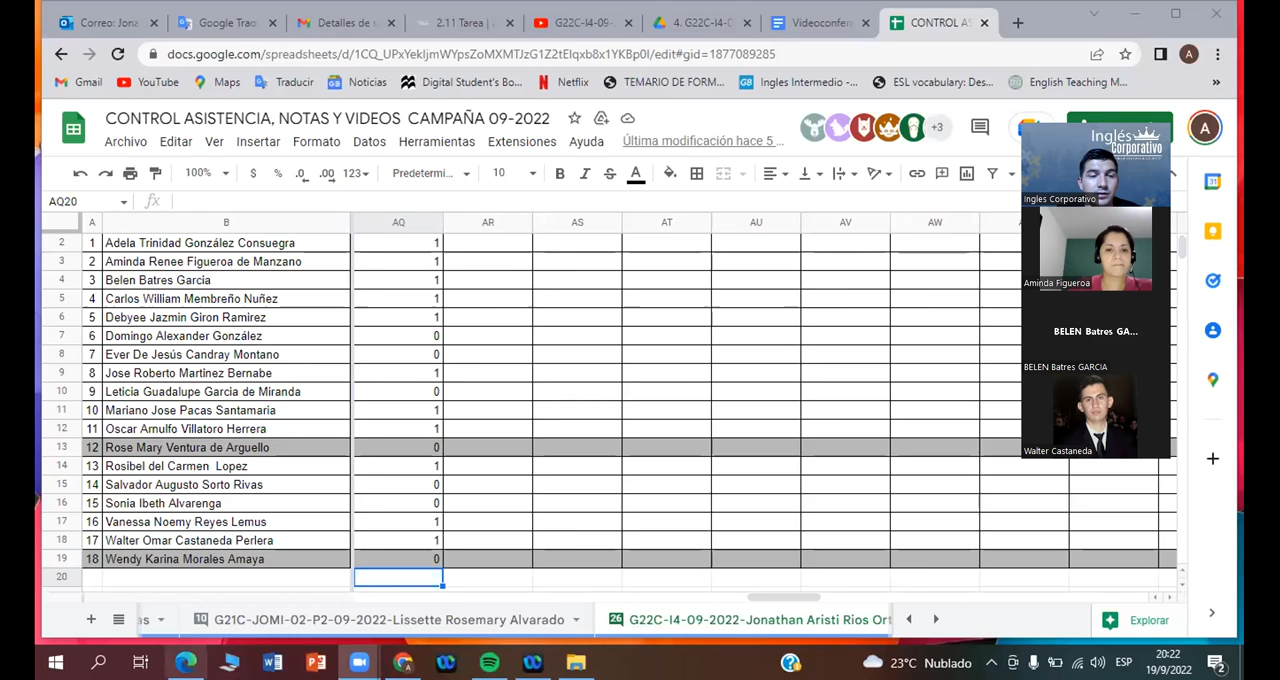 Correo: Jona
Google Trad
Detalles de s
2.11 Tarea | L
G22C-I4-09-
4. G22C-I4-0
Videoconfere
CONTROL AS
docs.google.com/spreadsheets/d/1CQ_UPxYekIjmWYpsZoMXMTJzG1Z2tEIqxb8x1YKBp0I/edit#gid=1877089285
A
Gmail
YouTube
Maps
Traducir
Noticias
Digital Student's Bo...
Netflix
TEMARIO DE FORM...
Ingles Intermedio -...
ESL vocabulary: Des...
English Teaching M...
»
CONTROL ASISTENCIA, NOTAS Y VIDEOS CAMPAÑA 09-2022
+3
A
Archivo Editar Ver Insertar Formato Datos Herramientas Extensiones Ayuda Última modificación hace 5 ...
100% $ % .0 .00 123 Predetermi... 10 B I S A
AQ20 fx
A B AQ AR AS AT AU AV AW
2 1 Adela Trinidad González Consuegra 1
3 2 Aminda Renee Figueroa de Manzano 1
4 3 Belen Batres Garcia 1
5 4 Carlos William Membreño Nuñez 1
6 5 Debyee Jazmin Giron Ramirez 1
7 6 Domingo Alexander González 0
8 7 Ever De Jesús Candray Montano 0
9 8 Jose Roberto Martinez Bernabe 1
10 9 Leticia Guadalupe Garcia de Miranda 0
11 10 Mariano Jose Pacas Santamaria 1
12 11 Oscar Arnulfo Villatoro Herrera 1
13 12 Rose Mary Ventura de Arguello 0
14 13 Rosibel del Carmen Lopez 1
15 14 Salvador Augusto Sorto Rivas 0
16 15 Sonia Ibeth Alvarenga 0
17 16 Vanessa Noemy Reyes Lemus 1
18 17 Walter Omar Castaneda Perlera 1
19 18 Wendy Karina Morales Amaya 0
20
Inglés
Corporativo
Ingles Corporativo
Aminda Figueroa
BELEN Batres GA...
BELEN Batres GARCIA
Walter Castaneda
as
10 G21C-JOMI-02-P2-09-2022-Lissette Rosemary Alvarado
26 G22C-I4-09-2022-Jonathan Aristi Rios Ort
Explorar
23°C Nublado
ESP
20:22
19/9/2022
2